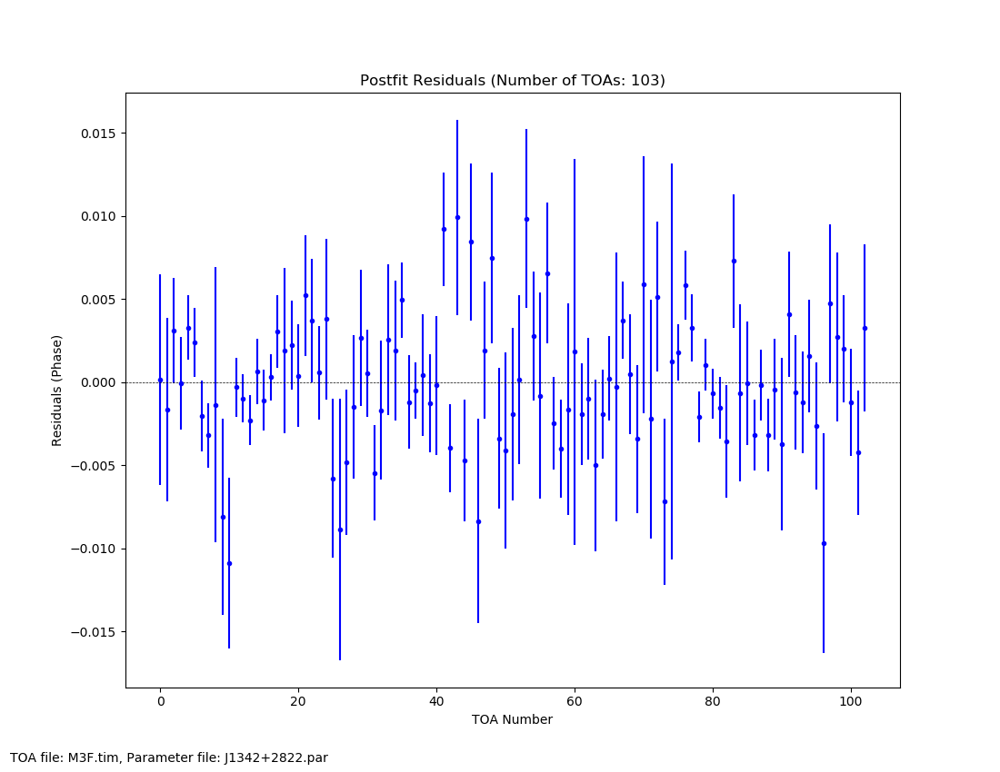 Postfit Residuals (Number of TOAs: 103)
0.015
0.010
0.005
0.000
−0.005
−0.010
−0.015
Residuals (Phase)
0 20 40 60 80 100
TOA Number
TOA file: M3F.tim, Parameter file: J1342+2822.par